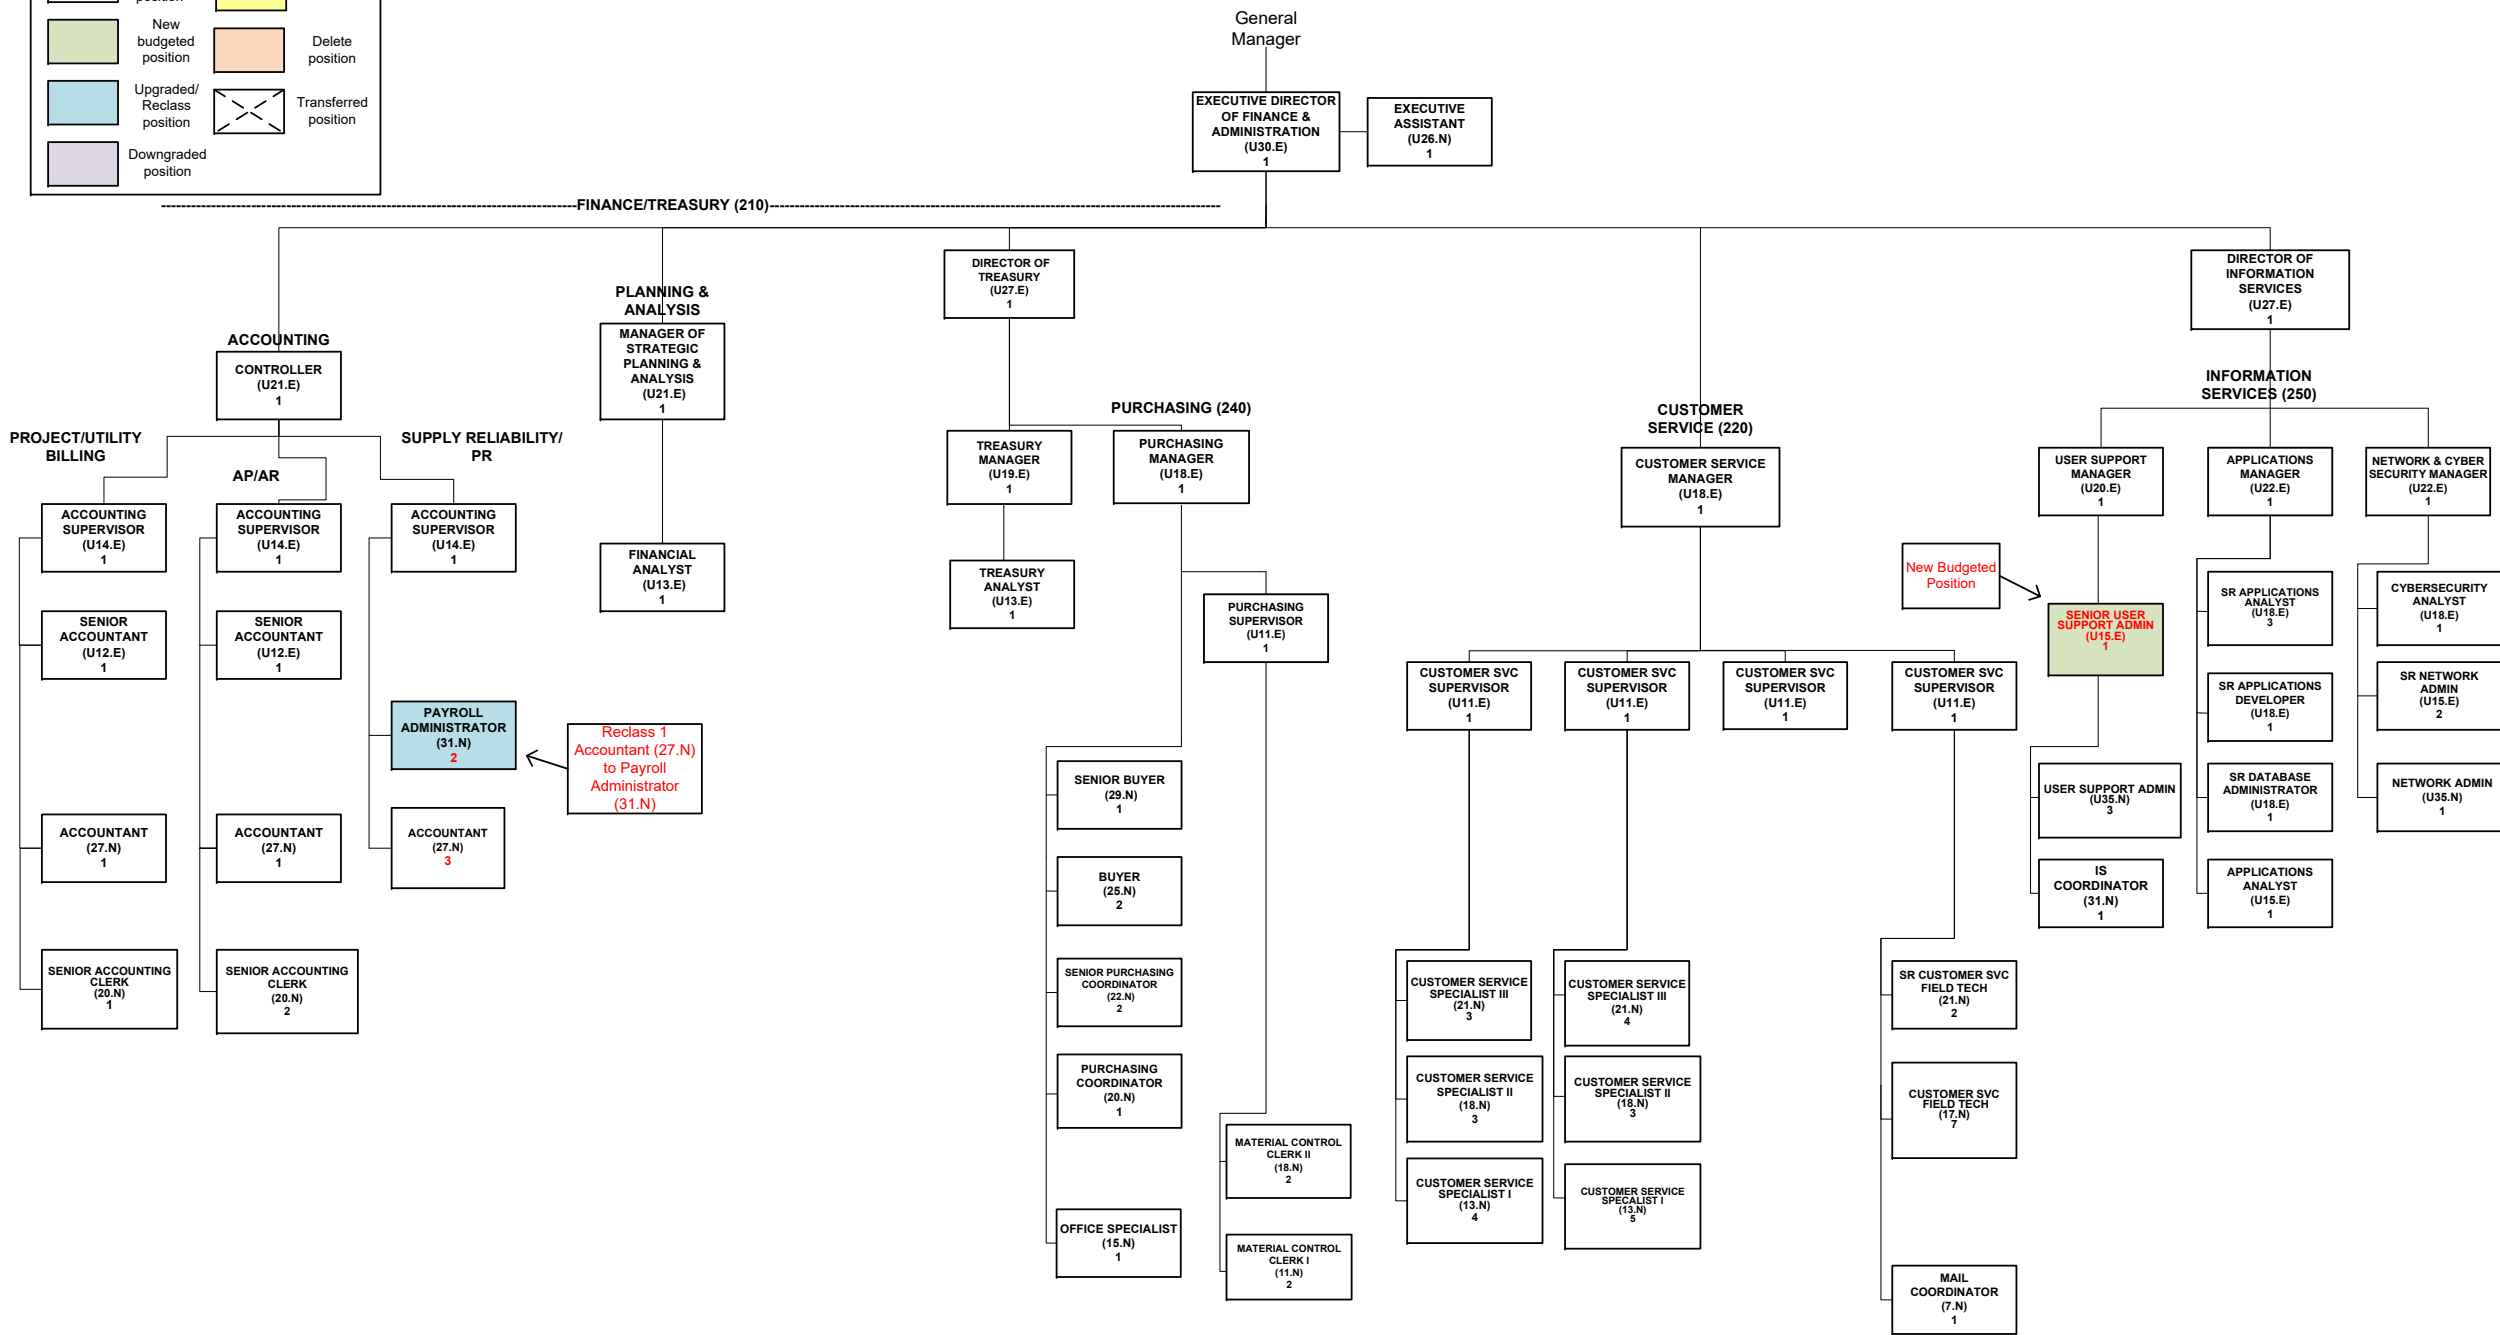 position
New
budgeted
position
Delete
position
Upgraded/
Reclass
position
Transferred
position
Downgraded
position
General
Manager
EXECUTIVE DIRECTOR
OF FINANCE &
ADMINISTRATION
(U30.E)
1
EXECUTIVE
ASSISTANT
(U26.N)
1
FINANCE/TREASURY (210)
ACCOUNTING
CONTROLLER
(U21.E)
1
PLANNING &
ANALYSIS
MANAGER OF
STRATEGIC
PLANNING &
ANALYSIS
(U21.E)
1
DIRECTOR OF
TREASURY
(U27.E)
1
DIRECTOR OF
INFORMATION
SERVICES
(U27.E)
1
PROJECT/UTILITY
BILLING
AP/AR
SUPPLY RELIABILITY/
PR
ACCOUNTING
SUPERVISOR
(U14.E)
1
ACCOUNTING
SUPERVISOR
(U14.E)
1
ACCOUNTING
SUPERVISOR
(U14.E)
1
SENIOR
ACCOUNTANT
(U12.E)
1
SENIOR
ACCOUNTANT
(U12.E)
1
PAYROLL
ADMINISTRATOR
(31.N)
2
Reclass 1
Accountant (27.N)
to Payroll
Administrator
(31.N)
ACCOUNTANT
(27.N)
1
ACCOUNTANT
(27.N)
1
ACCOUNTANT
(27.N)
3
SENIOR ACCOUNTING
CLERK
(20.N)
1
SENIOR ACCOUNTING
CLERK
(20.N)
2
FINANCIAL
ANALYST
(U13.E)
1
PURCHASING (240)
TREASURY
MANAGER
(U19.E)
1
PURCHASING
MANAGER
(U18.E)
1
TREASURY
ANALYST
(U13.E)
1
PURCHASING
SUPERVISOR
(U11.E)
1
SENIOR BUYER
(29.N)
1
BUYER
(25.N)
2
SENIOR PURCHASING
COORDINATOR
(22.N)
2
PURCHASING
COORDINATOR
(20.N)
1
OFFICE SPECIALIST
(15.N)
1
MATERIAL CONTROL
CLERK II
(18.N)
2
MATERIAL CONTROL
CLERK I
(11.N)
2
CUSTOMER
SERVICE (220)
CUSTOMER SERVICE
MANAGER
(U18.E)
1
CUSTOMER SVC
SUPERVISOR
(U11.E)
1
CUSTOMER SVC
SUPERVISOR
(U11.E)
1
CUSTOMER SVC
SUPERVISOR
(U11.E)
1
CUSTOMER SVC
SUPERVISOR
(U11.E)
1
CUSTOMER SERVICE
SPECIALIST III
(21.N)
3
CUSTOMER SERVICE
SPECIALIST III
(21.N)
4
CUSTOMER SERVICE
SPECIALIST II
(18.N)
3
CUSTOMER SERVICE
SPECIALIST II
(18.N)
3
CUSTOMER SERVICE
SPECIALIST I
(13.N)
4
CUSTOMER SERVICE
SPECALIST I
(13.N)
5
SR CUSTOMER SVC
FIELD TECH
(21.N)
2
CUSTOMER SVC
FIELD TECH
(17.N)
7
MAIL
COORDINATOR
(7.N)
1
INFORMATION
SERVICES (250)
USER SUPPORT
MANAGER
(U20.E)
1
APPLICATIONS
MANAGER
(U22.E)
1
NETWORK & CYBER
SECURITY MANAGER
(U22.E)
1
New Budgeted
Position
SENIOR USER
SUPPORT ADMIN
(U15.E)
1
USER SUPPORT ADMIN
(U35.N)
3
IS
COORDINATOR
(31.N)
1
SR APPLICATIONS
ANALYST
(U18.E)
3
SR APPLICATIONS
DEVELOPER
(U18.E)
1
SR DATABASE
ADMINISTRATOR
(U18.E)
1
APPLICATIONS
ANALYST
(U15.E)
1
CYBERSECURITY
ANALYST
(U18.E)
1
SR NETWORK
ADMIN
(U15.E)
2
NETWORK ADMIN
(U35.N)
1